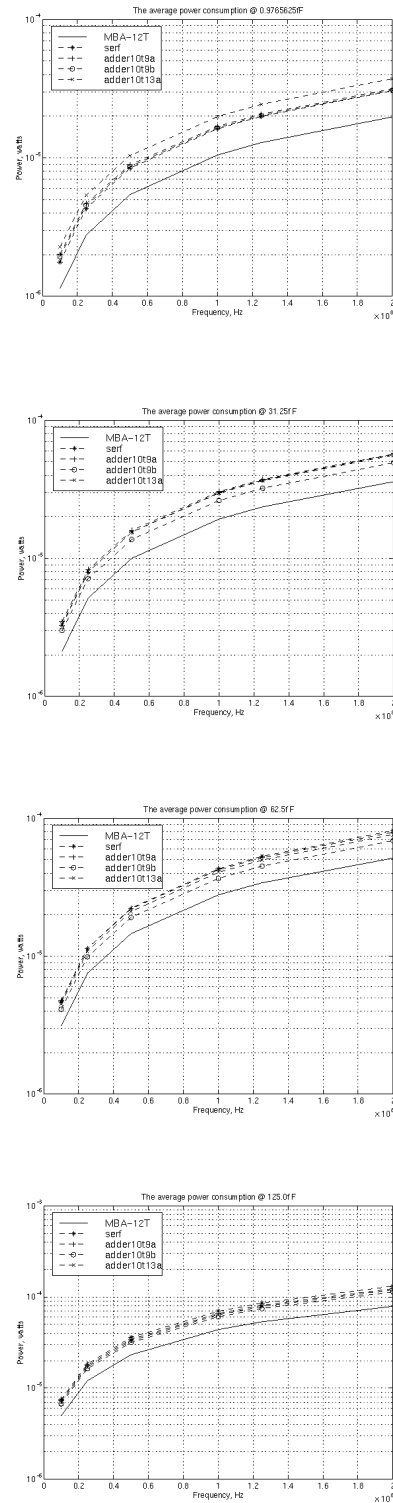 The average power consumption @ 0.9765625fF
MBA-12T
serf
adder10t9a
adder10t9b
adder10t13a
Power, watts
10^-5
10^-6
0 0.2 0.4 0.6 0.8 1 1.2 1.4 1.6 1.8
Frequency, Hz
The average power consumption @ 31.25fF
10^-4
MBA-12T
serf
adder10t9a
adder10t9b
adder10t13a
Power, watts
10^-5
10^-6
0 0.2 0.4 0.6 0.8 1 1.2 1.4 1.6 1.8
Frequency, Hz
The average power consumption @ 62.5fF
10^-4
MBA-12T
serf
adder10t9a
adder10t9b
adder10t13a
Power, watts
10^-5
10^-6
0 0.2 0.4 0.6 0.8 1 1.2 1.4 1.6 1.8
Frequency, Hz
The average power consumption @ 125.0fF
MBA-12T
serf
adder10t9a
adder10t9b
adder10t13a
Power, watts
10^-4
10^-5
10^-6
0 0.2 0.4 0.6 0.8 1 1.2 1.4 1.6 1.8
Frequency, Hz